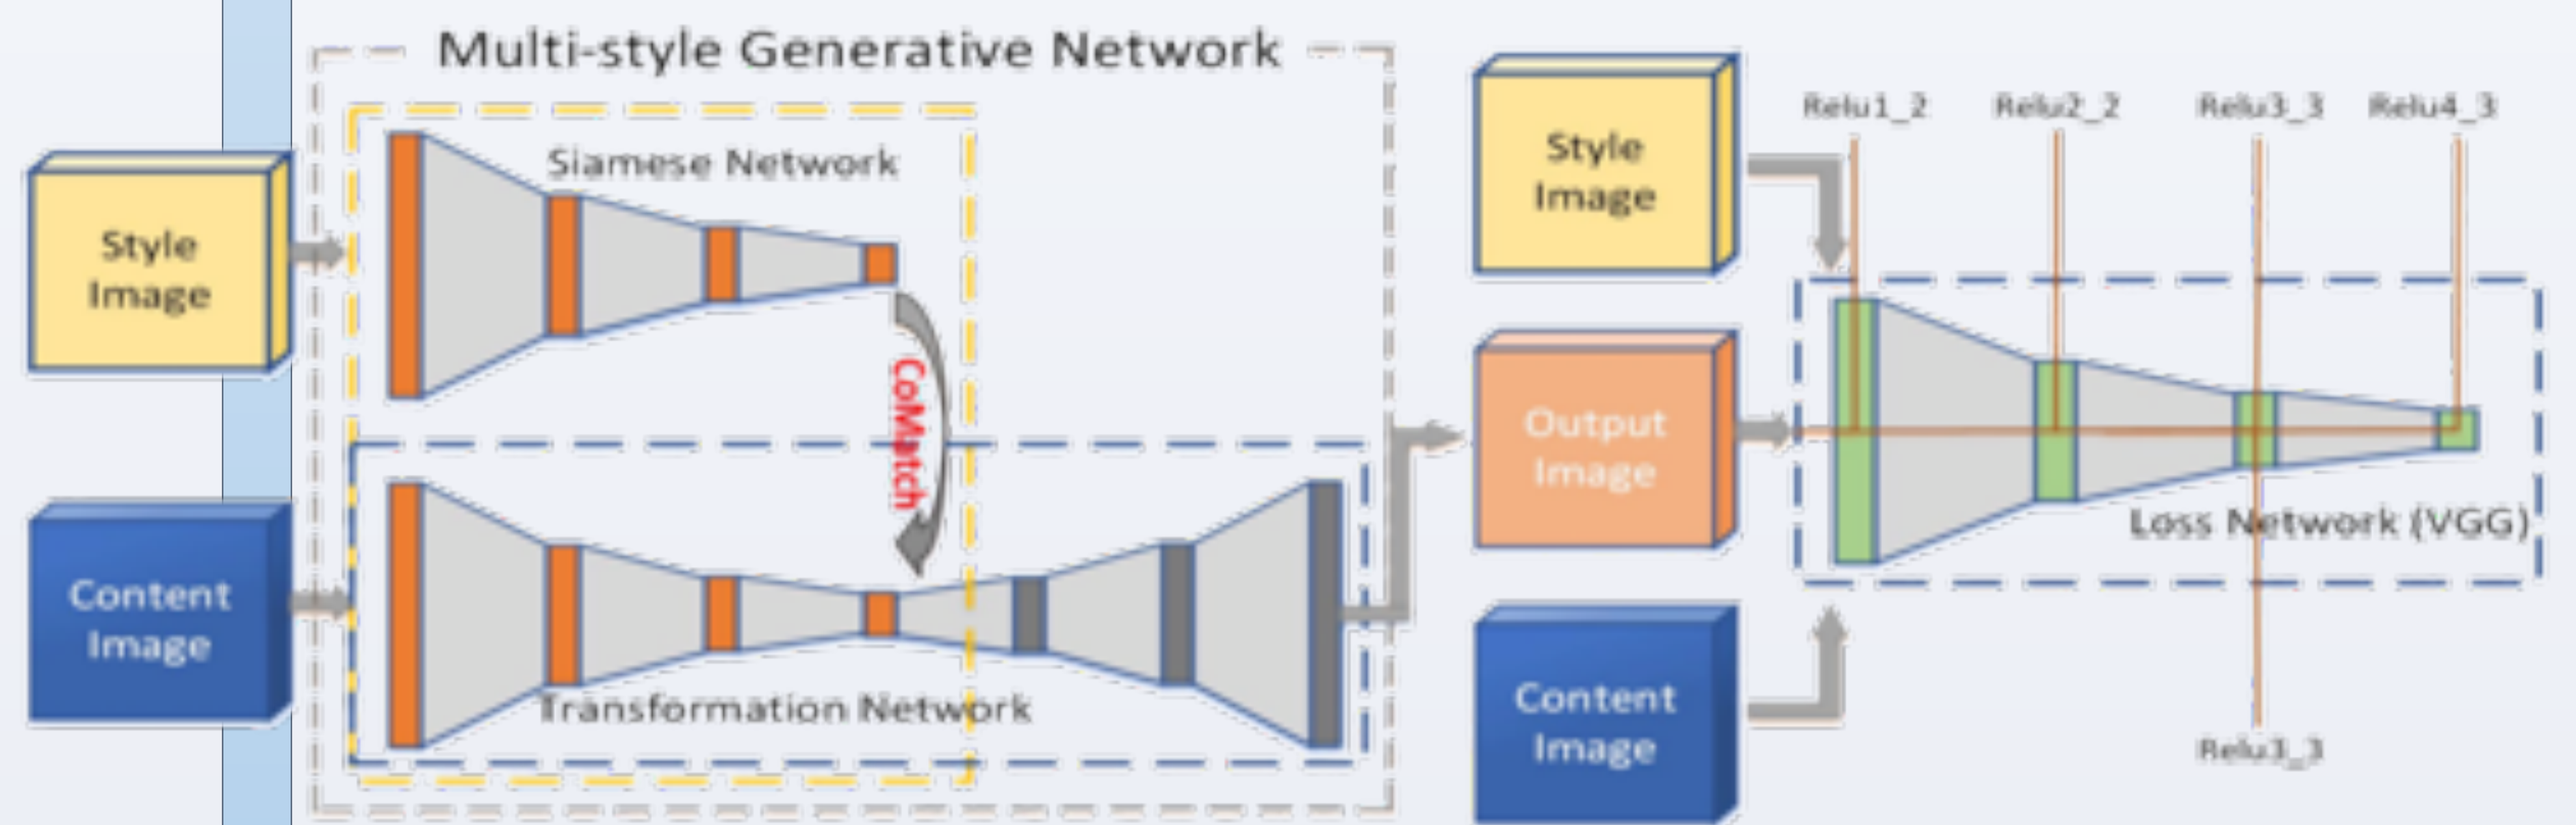 Multi-style Generative Network
Siamese Network
Style
Image
CoMatch
Content
Image
Transformation Network
Style
Image
Output
Image
Content
Image
Relu1_2
Relu2_2
Relu3_3
Relu4_3
Loss Network (VGG)
Relu3_3